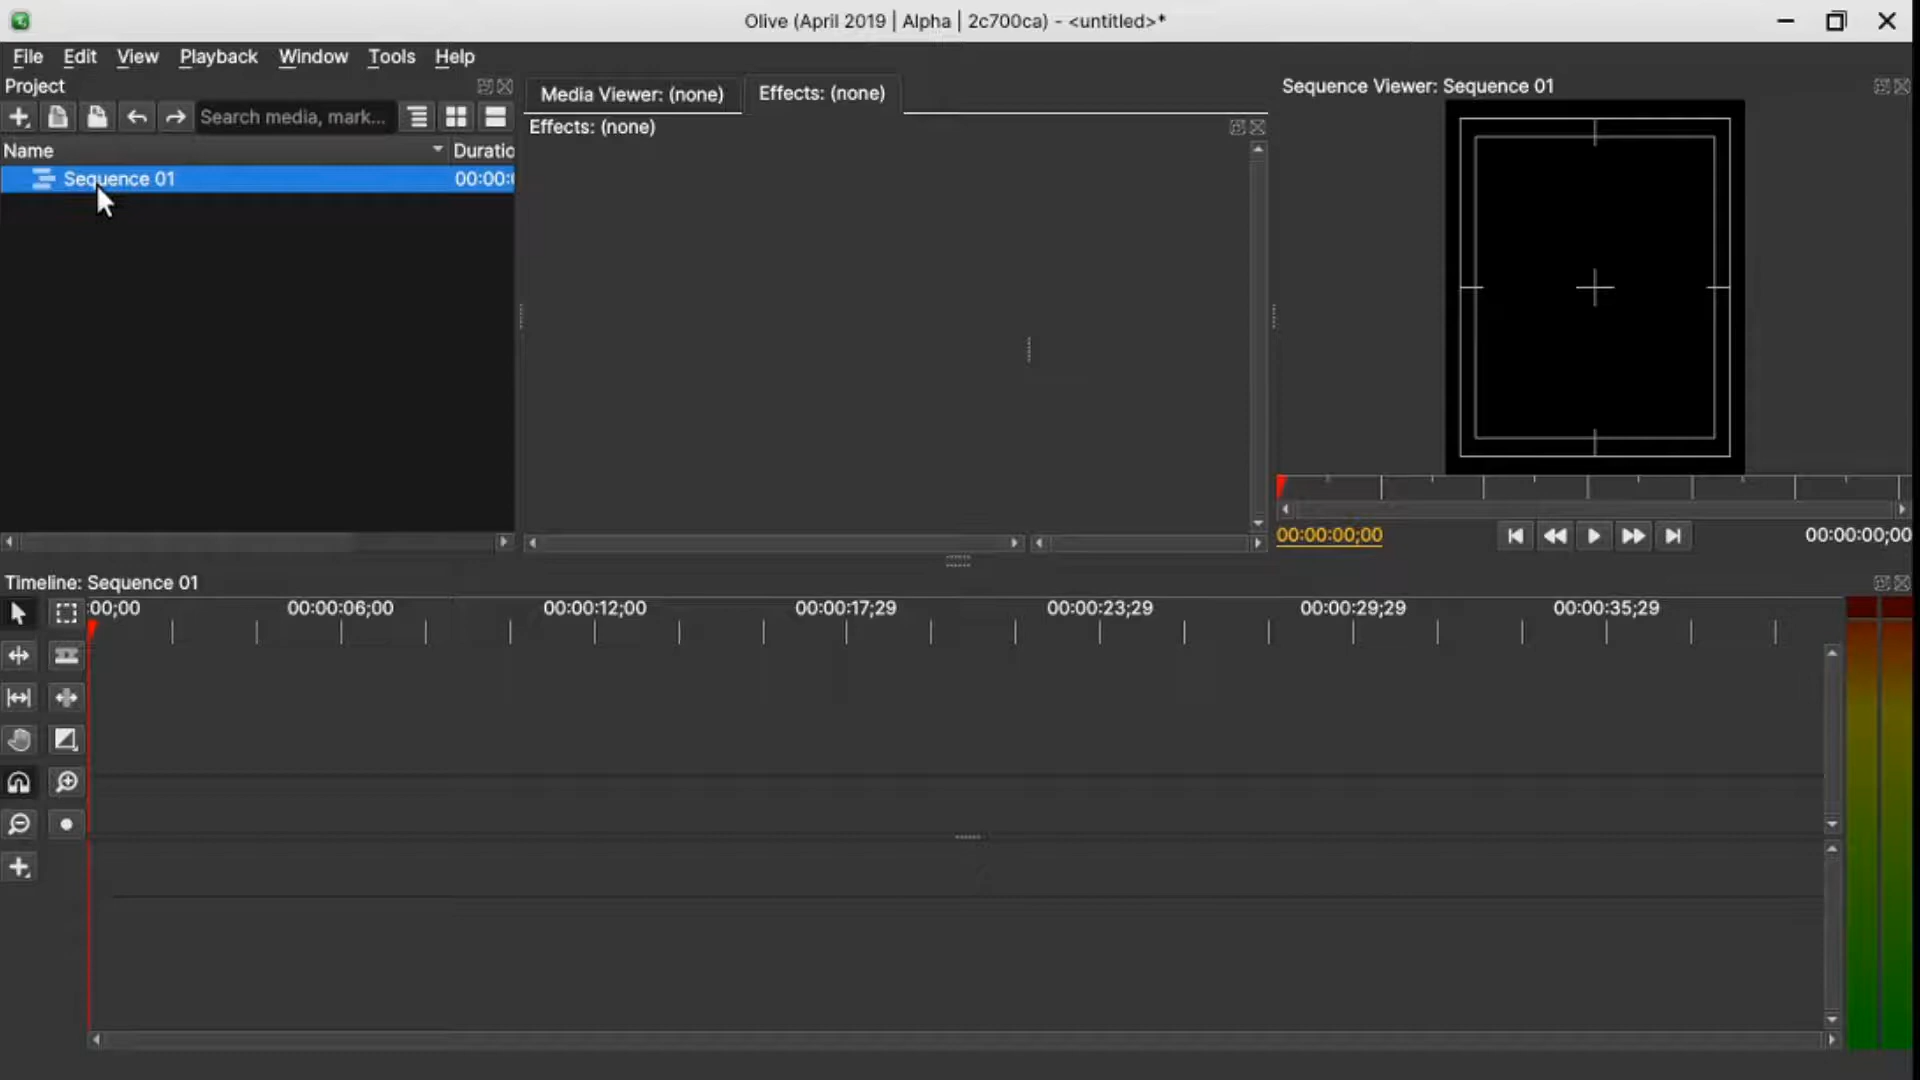 Olive (April 2019 | Alpha | 2c700ca) - <untitled>*
File Edit View Playback Window Tools Help
Project
Search media, mark...
Name Duratio
Sequence 01 00:00:
Media Viewer: (none) Effects: (none)
Effects: (none)
Sequence Viewer: Sequence 01
00:00:00;00 00:00:00;00
Timeline: Sequence 01
:00;00 00:00:06;00 00:00:12;00 00:00:17;29 00:00:23;29 00:00:29;29 00:00:35;29